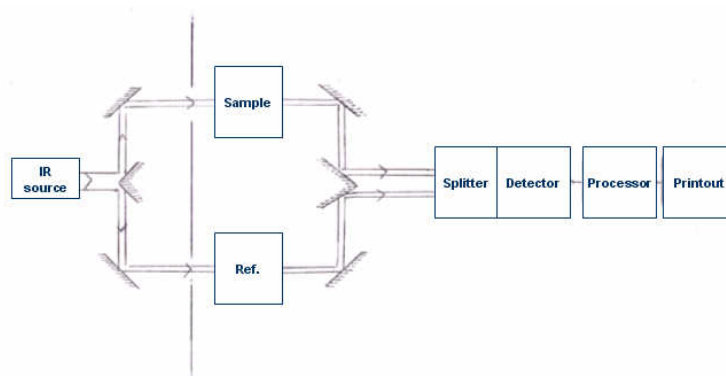 Sample
IR
source
Splitter
Detector
Processor
Printout
Ref.